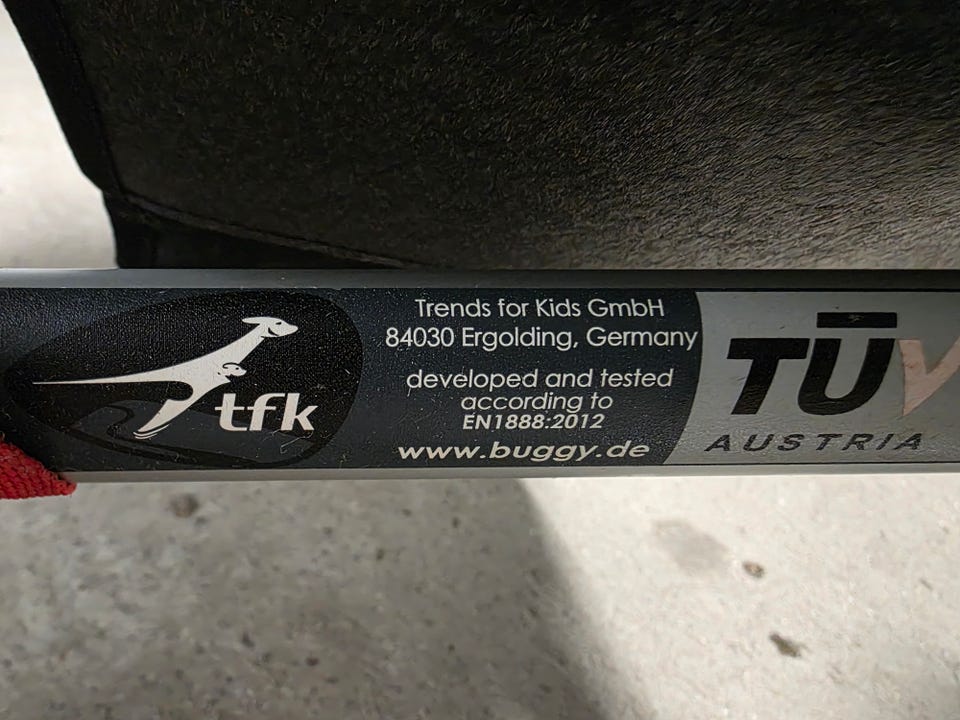 tfk
Trends for Kids GmbH
84030 Ergolding, Germany
developed and tested
according to
EN1888:2012
www.buggy.de
TÜV
AUSTRIA